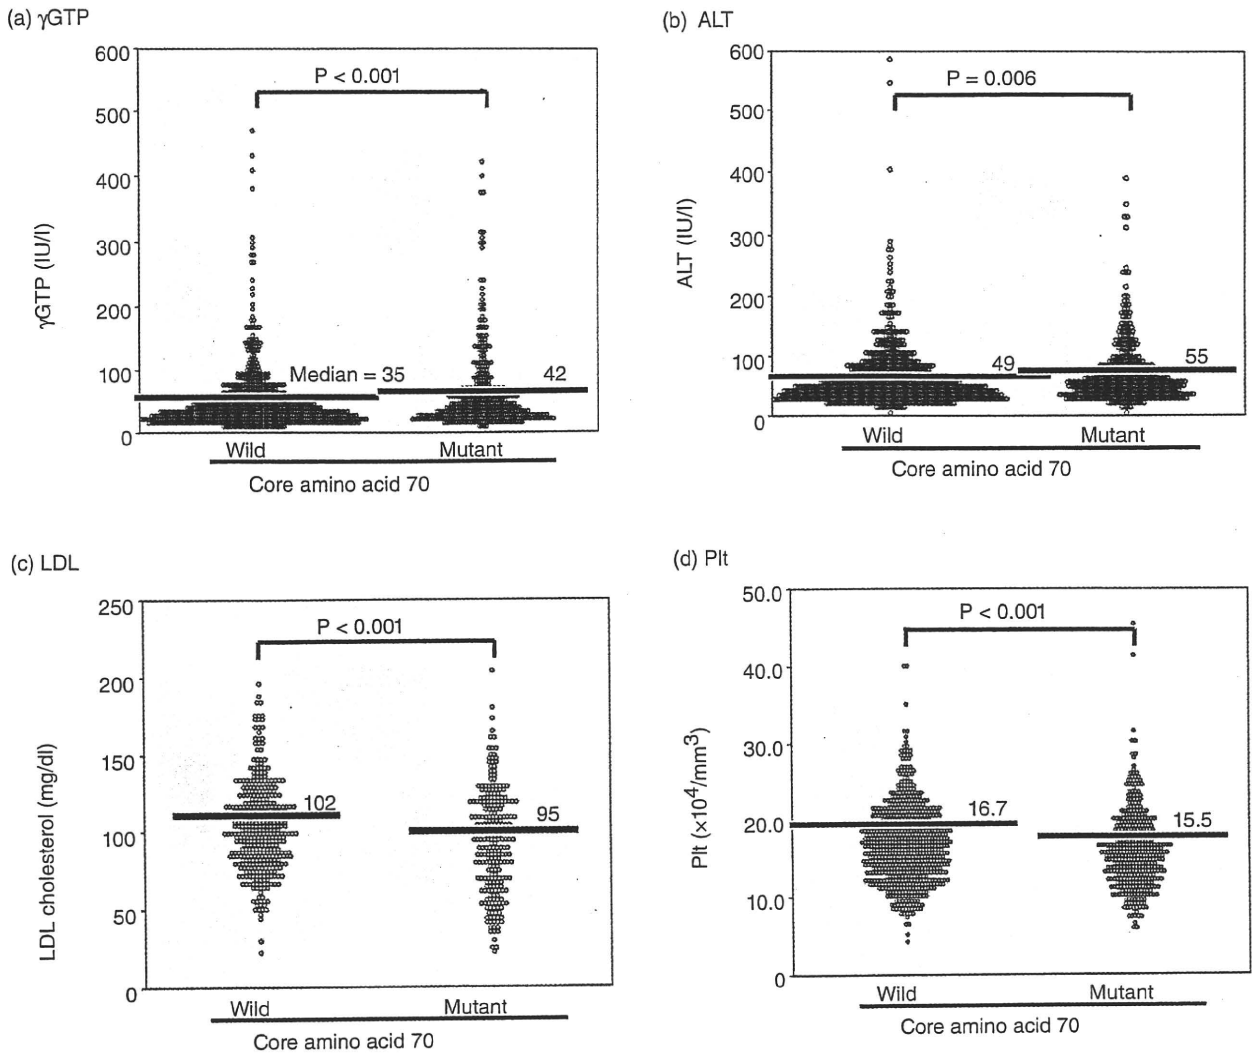 (a) γGTP
600
500
400
300
200
100
0
γGTP (IU/l)
P < 0.001
Median = 35
42
Wild
Mutant
Core amino acid 70
(b) ALT
600
500
400
300
200
100
0
ALT (IU/l)
P = 0.006
49
55
Wild
Mutant
Core amino acid 70
(c) LDL
250
200
150
100
50
0
LDL cholesterol (mg/dl)
P < 0.001
102
95
Wild
Mutant
Core amino acid 70
(d) Plt
50.0
40.0
30.0
20.0
10.0
0
Plt (×10⁴/mm³)
P < 0.001
16.7
15.5
Wild
Mutant
Core amino acid 70